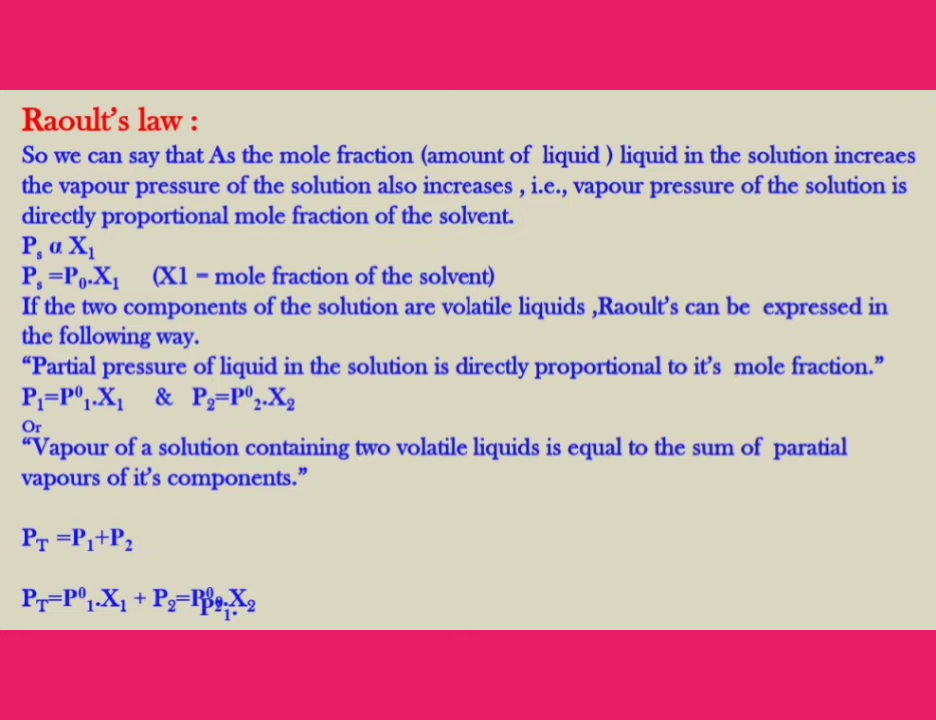 Raoult's law :
So we can say that As the mole fraction (amount of liquid ) liquid in the solution increaes
the vapour pressure of the solution also increases , i.e., vapour pressure of the solution is
directly proportional mole fraction of the solvent.
Pₛ α X₁
Pₛ =P₀.X₁ (X1 = mole fraction of the solvent)
If the two components of the solution are volatile liquids ,Raoult's can be expressed in
the following way.
“Partial pressure of liquid in the solution is directly proportional to it's mole fraction.”
P₁=P⁰₁.X₁ & P₂=P⁰₂.X₂
Or
“Vapour of a solution containing two volatile liquids is equal to the sum of paratial
vapours of it's components.”
P_T =P₁+P₂
P_T=P⁰₁.X₁ + P₂= X₂